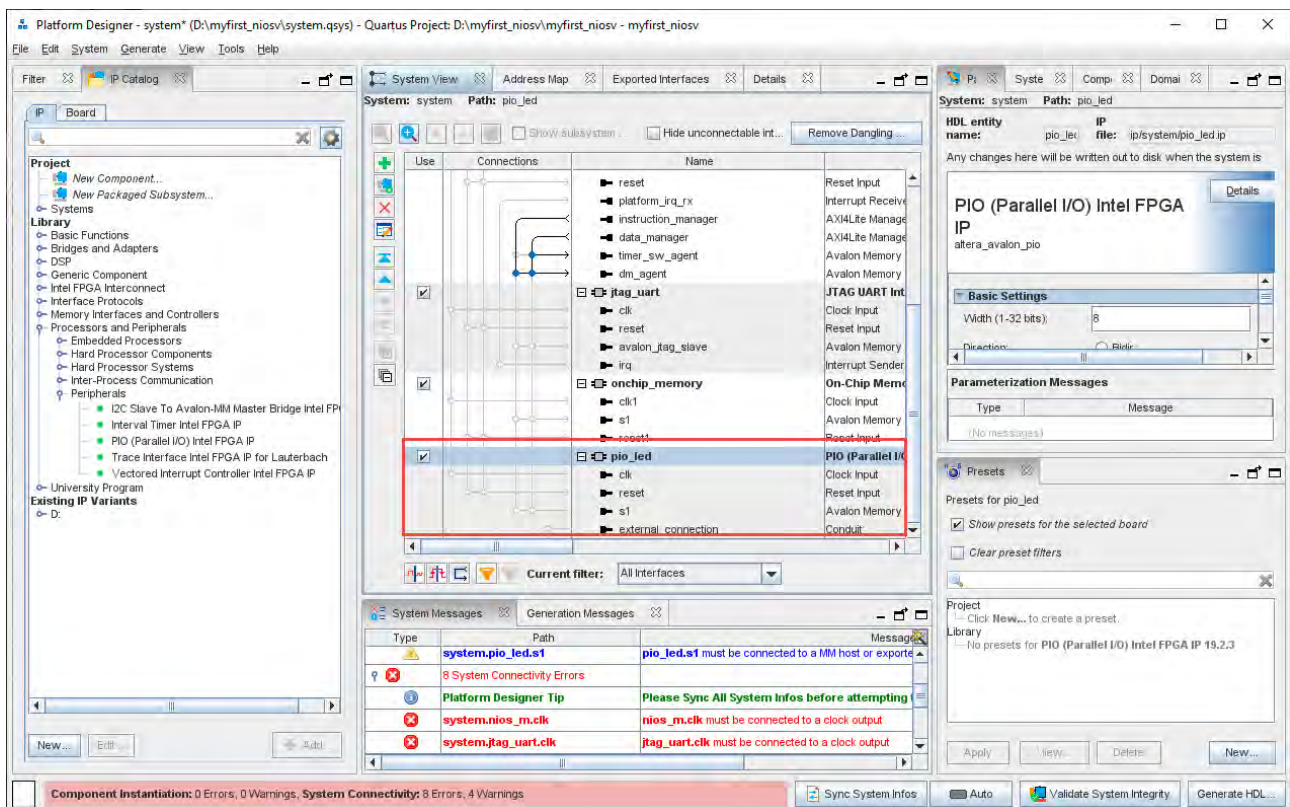 Platform Designer - system* (D:\myfirst_niosv\system.qsys) - Quartus Project: D:\myfirst_niosv\myfirst_niosv - myfirst_niosv
File Edit System Generate View Tools Help
Filter IP Catalog
IP Board
Project
New Component...
New Packaged Subsystem...
Systems
Library
Basic Functions
Bridges and Adapters
DSP
Generic Component
Intel FPGA Interconnect
Interface Protocols
Memory Interfaces and Controllers
Processors and Peripherals
Embedded Processors
Hard Processor Components
Hard Processor Systems
Inter-Process Communication
Peripherals
I2C Slave To Avalon-MM Master Bridge Intel FP
Interval Timer Intel FPGA IP
PIO (Parallel I/O) Intel FPGA IP
Trace Interface Intel FPGA IP for Lauterbach
Vectored Interrupt Controller Intel FPGA IP
University Program
Existing IP Variants
D:
New... Edit... Add...
System View Address Map Exported Interfaces Details
System: system Path: pio_led
Show subsystem... Hide unconnectable int... Remove Dangling ...
Use Connections Name
reset Reset Input
platform_irq_rx Interrupt Receive
instruction_manager AXI4Lite Manage
data_manager AXI4Lite Manage
timer_sw_agent Avalon Memory
dm_agent Avalon Memory
jtag_uart JTAG UART Int
clk Clock Input
reset Reset Input
avalon_jtag_slave Avalon Memory
irq Interrupt Sender
onchip_memory On-Chip Memo
clk1 Clock Input
s1 Avalon Memory
reset1 Reset Input
pio_led PIO (Parallel I/O
clk Clock Input
reset Reset Input
s1 Avalon Memory
external_connection Conduit
Current filter: All Interfaces
System Messages Generation Messages
Type Path Message
system.pio_led.s1 pio_led.s1 must be connected to a MM host or exporte
8 System Connectivity Errors
Platform Designer Tip Please Sync All System Infos before attempting
system.nios_m.clk nios_m.clk must be connected to a clock output
system.jtag_uart.clk jtag_uart.clk must be connected to a clock output
Pa Syste Comp Domai
System: system Path: pio_led
HDL entity IP
name: pio_lec file: ip/system/pio_led.ip
Any changes here will be written out to disk when the system is
PIO (Parallel I/O) Intel FPGA
IP
altera_avalon_pio
Details
Basic Settings
Width (1-32 bits): 8
Direction: Bidir
Parameterization Messages
Type Message
(No messages)
Presets
Presets for pio_led
Show presets for the selected board
Clear preset filters
Project
Click New... to create a preset.
Library
No presets for PIO (Parallel I/O) Intel FPGA IP 19.2.3
Apply View... Delete New...
Component Instantiation: 0 Errors, 0 Warnings, System Connectivity: 8 Errors, 4 Warnings
Sync System Infos Auto Validate System Integrity Generate HDL...